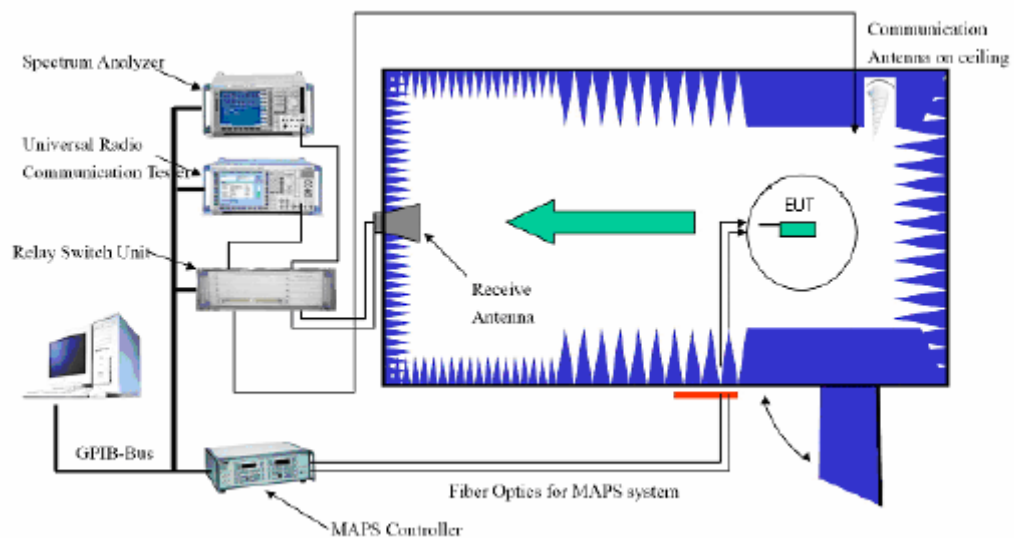 Communication
Antenna on ceiling
Spectrum Analyzer
Universal Radio
Communication Tester
EUT
Relay Switch Unit
Receive
Antenna
GPIB-Bus
Fiber Optics for MAPS system
MAPS Controller